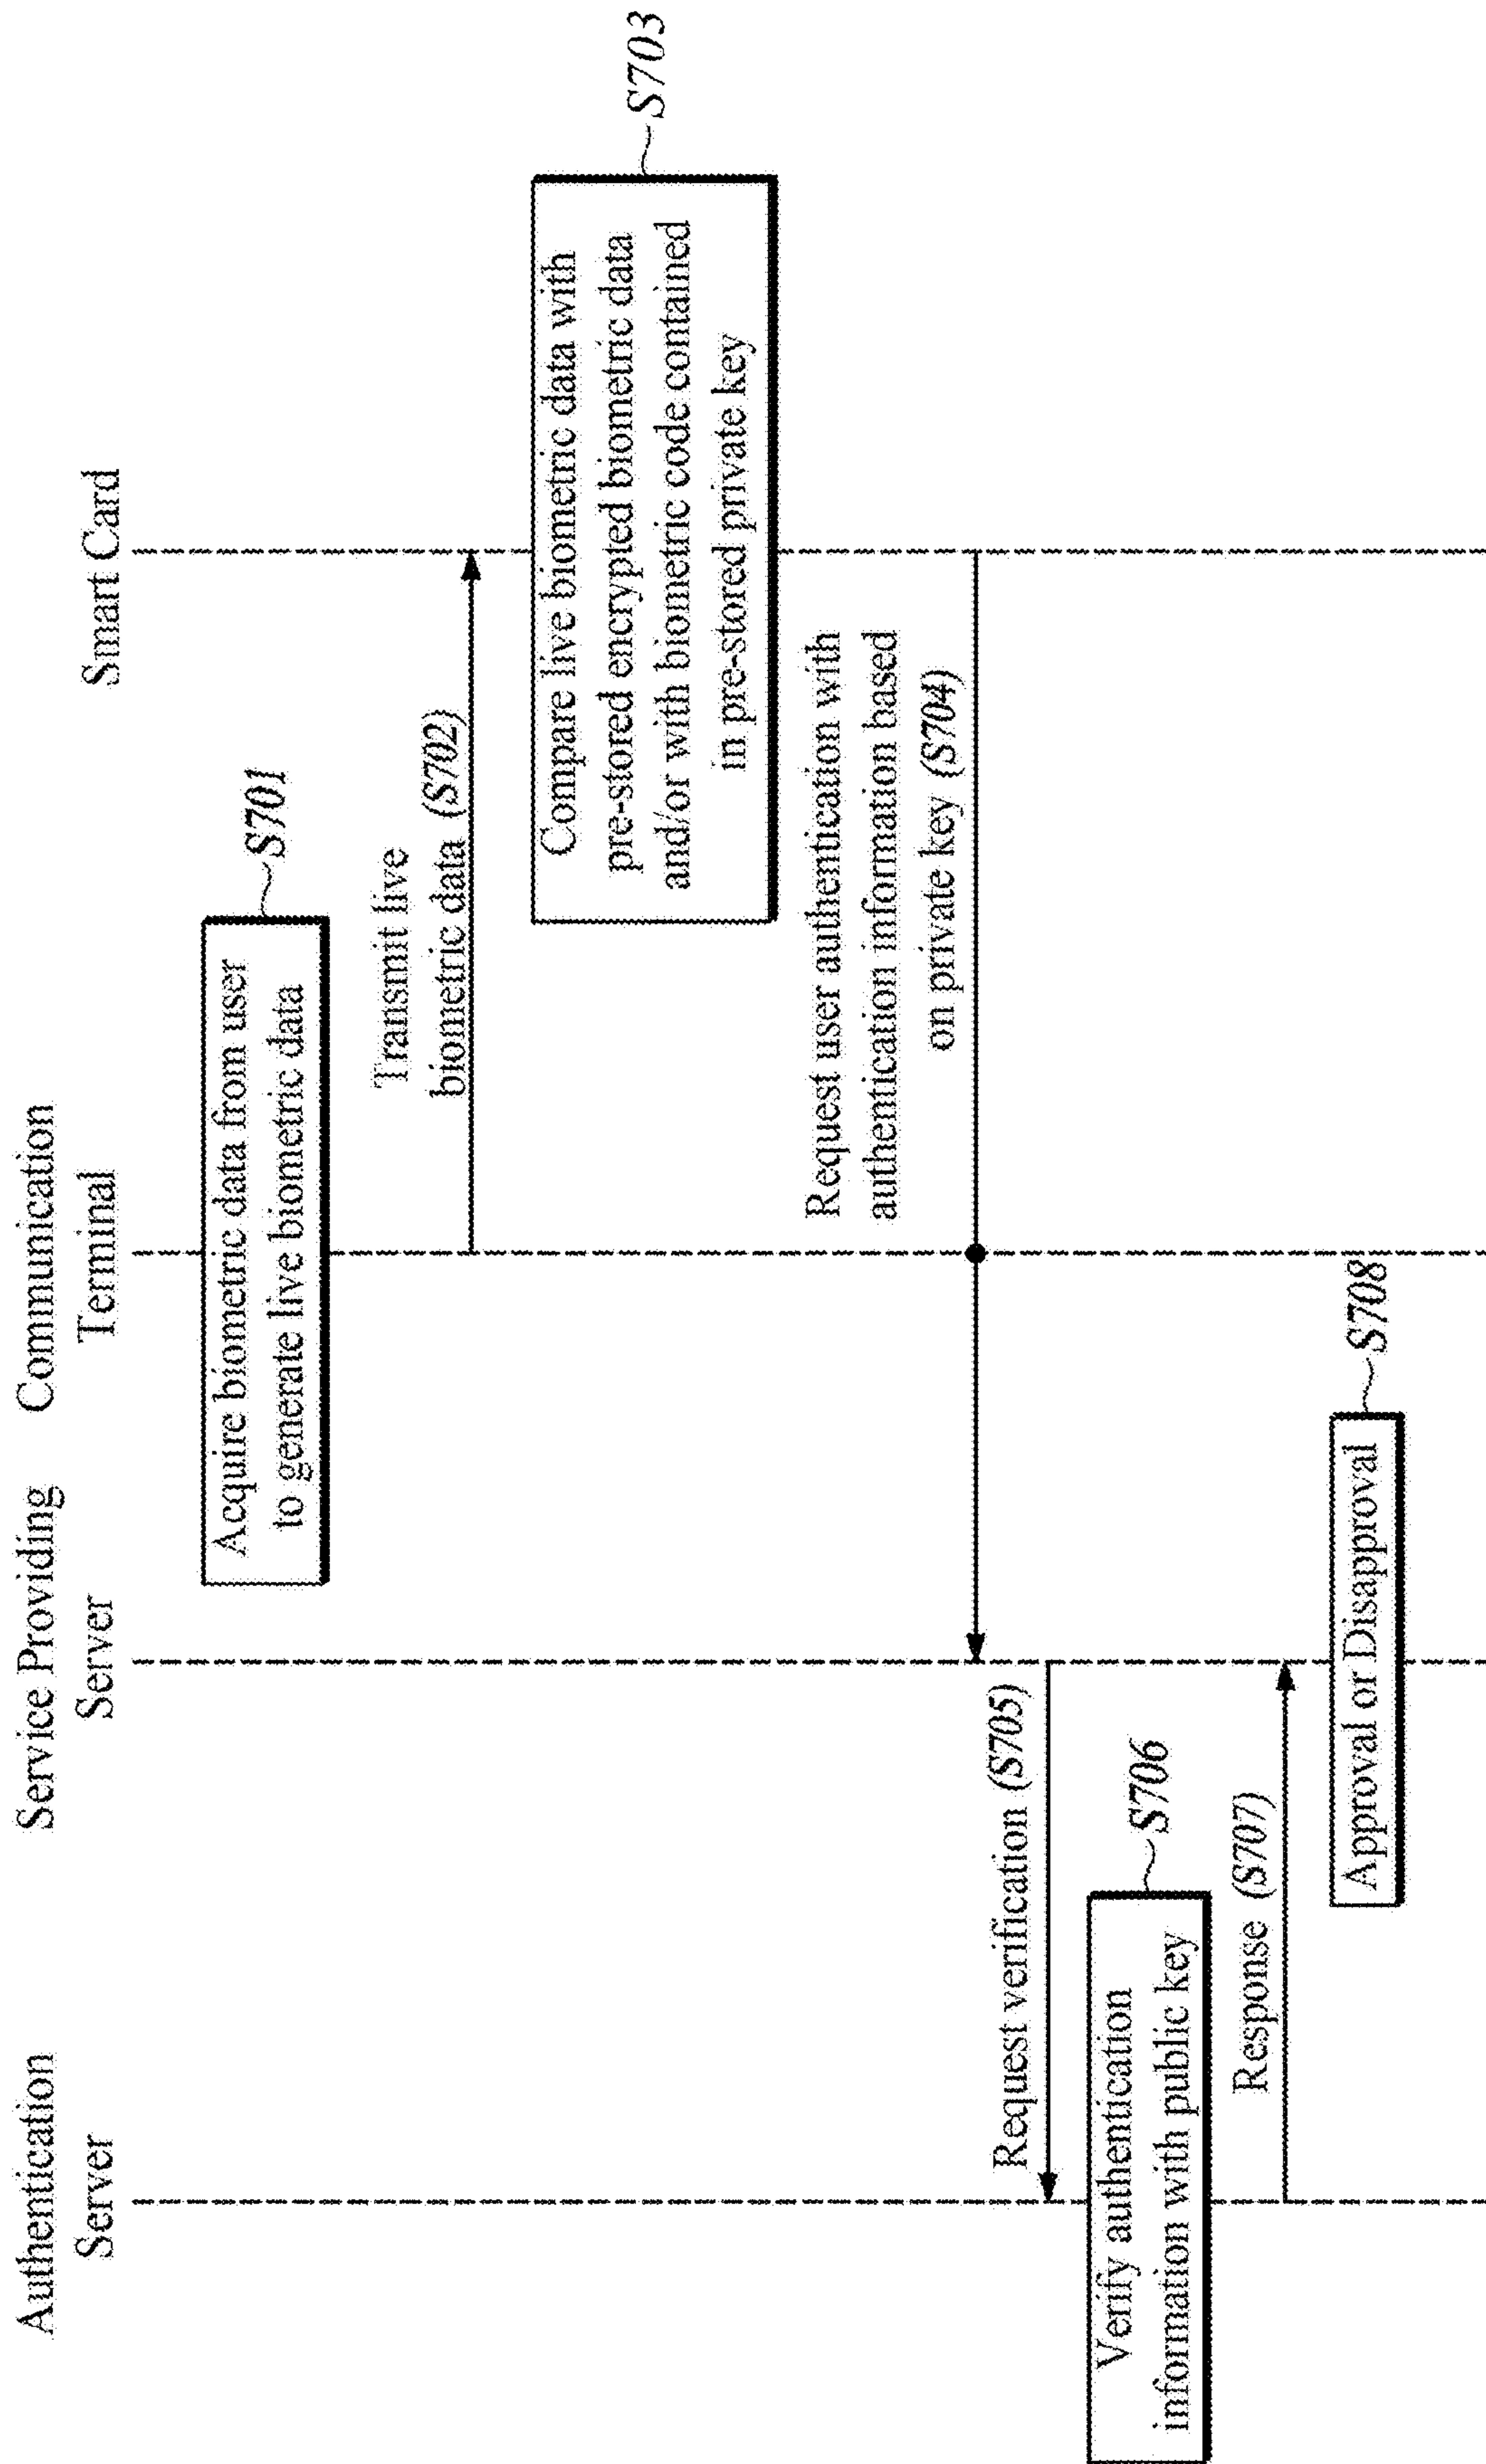 Authentication
Server
Service Providing
Server
Communication
Terminal
Smart Card
Acquire biometric data from user
to generate live biometric data
S701
Transmit live
biometric data (S702)
Compare live biometric data with
pre-stored encrypted biometric data
and/or with biometric code contained
in pre-stored private key
S703
Request user authentication with
authentication information based
on private key (S704)
Request verification (S705)
Verify authentication
information with public key
S706
Response (S707)
Approval or Disapproval
S708